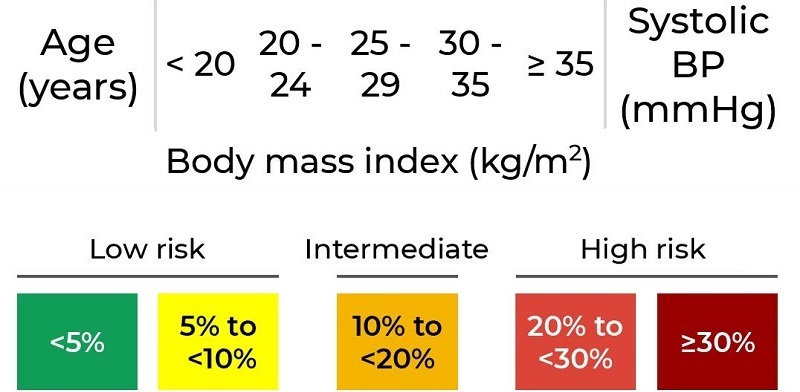 Age (years)
< 20
20 - 24
25 - 29
30 - 35
≥ 35
Systolic BP (mmHg)
Body mass index (kg/m²)
Low risk
Intermediate
High risk
<5%
5% to <10%
10% to <20%
20% to <30%
≥30%